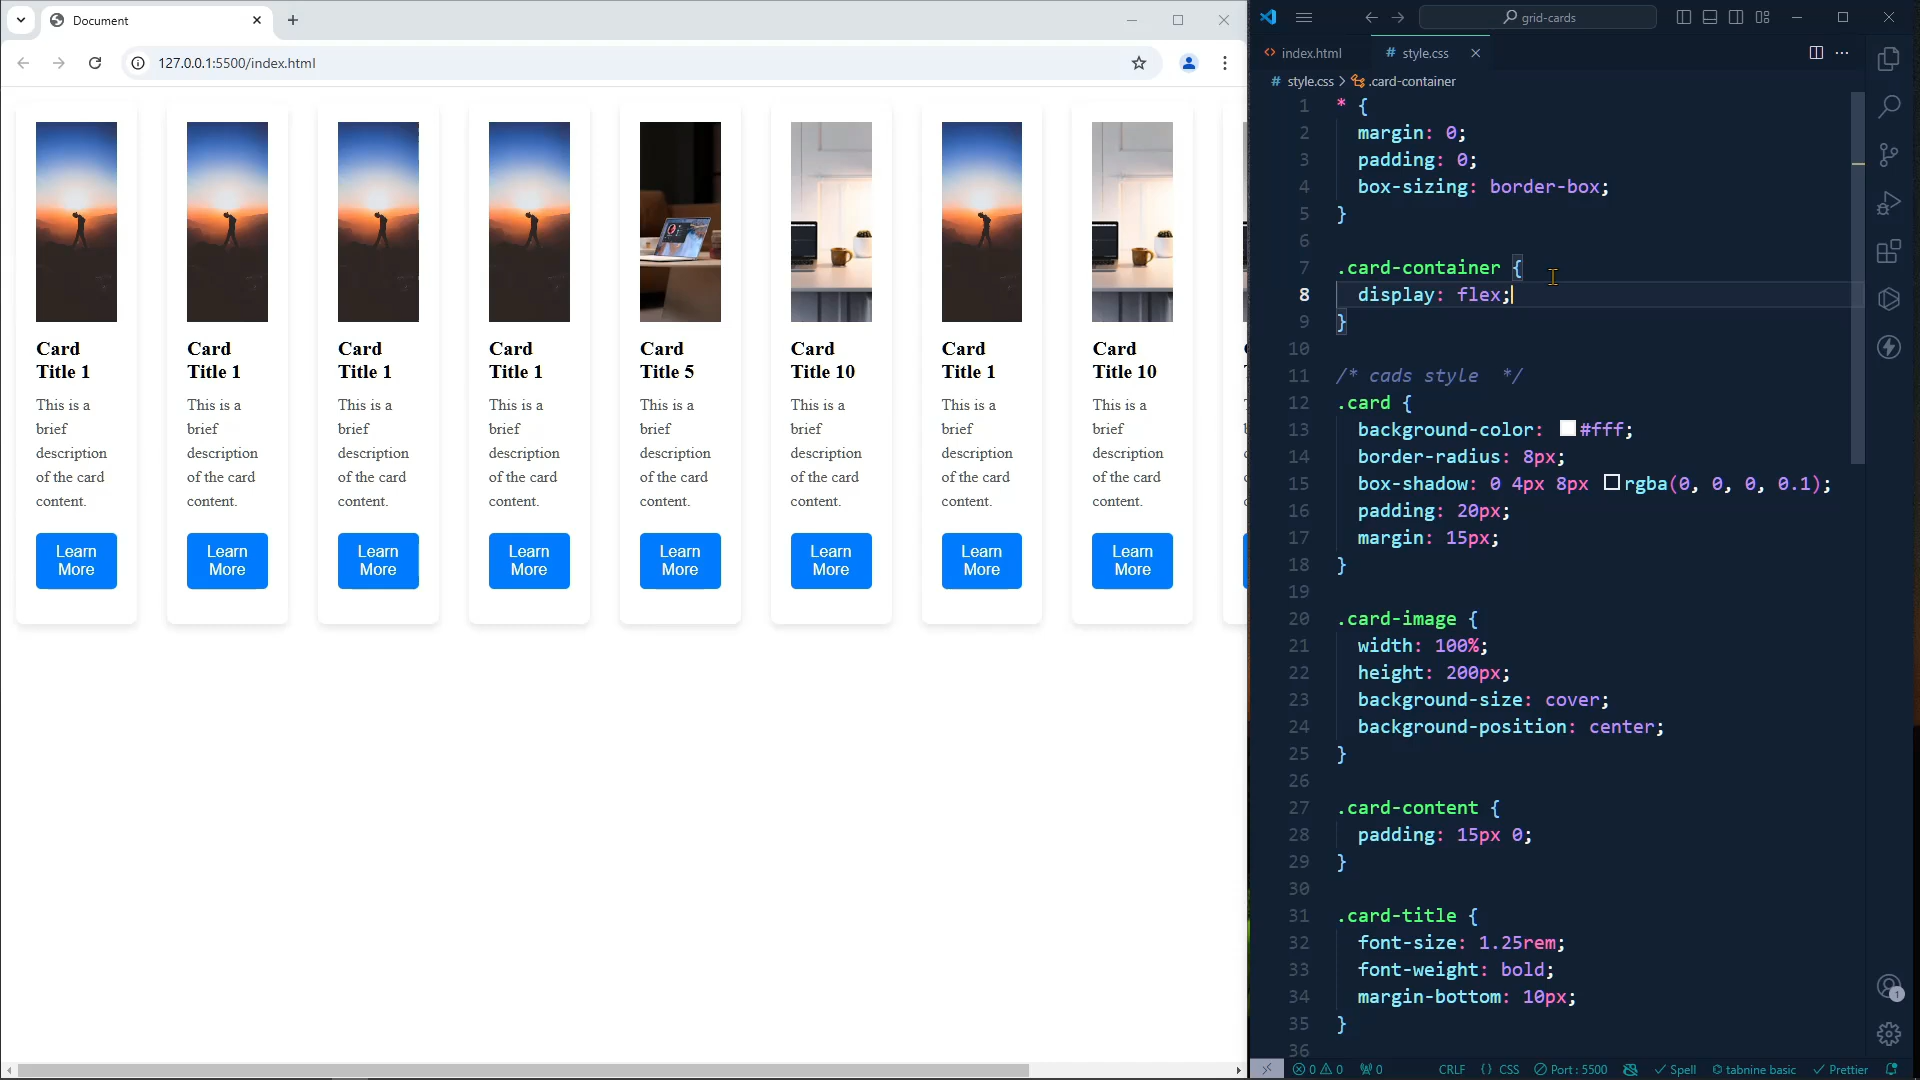 Document
127.0.0.1:5500/index.html
Card Title 1
This is a brief description of the card content.
Learn More
Card Title 1
This is a brief description of the card content.
Learn More
Card Title 1
This is a brief description of the card content.
Learn More
Card Title 1
This is a brief description of the card content.
Learn More
Card Title 5
This is a brief description of the card content.
Learn More
Card Title 10
This is a brief description of the card content.
Learn More
Card Title 1
This is a brief description of the card content.
Learn More
Card Title 10
This is a brief description of the card content.
Learn More
grid-cards
index.html
# style.css
# style.css > .card-container
1 * {
2 margin: 0;
3 padding: 0;
4 box-sizing: border-box;
5 }
6
7 .card-container {
8 display: flex;
9 }
10
11 /* cads style  */
12 .card {
13 background-color: #fff;
14 border-radius: 8px;
15 box-shadow: 0 4px 8px rgba(0, 0, 0, 0.1);
16 padding: 20px;
17 margin: 15px;
18 }
19
20 .card-image {
21 width: 100%;
22 height: 200px;
23 background-size: cover;
24 background-position: center;
25 }
26
27 .card-content {
28 padding: 15px 0;
29 }
30
31 .card-title {
32 font-size: 1.25rem;
33 font-weight: bold;
34 margin-bottom: 10px;
35 }
36
1
0 0 0 CRLF {} CSS Port : 5500 Spell tabnine basic Prettier